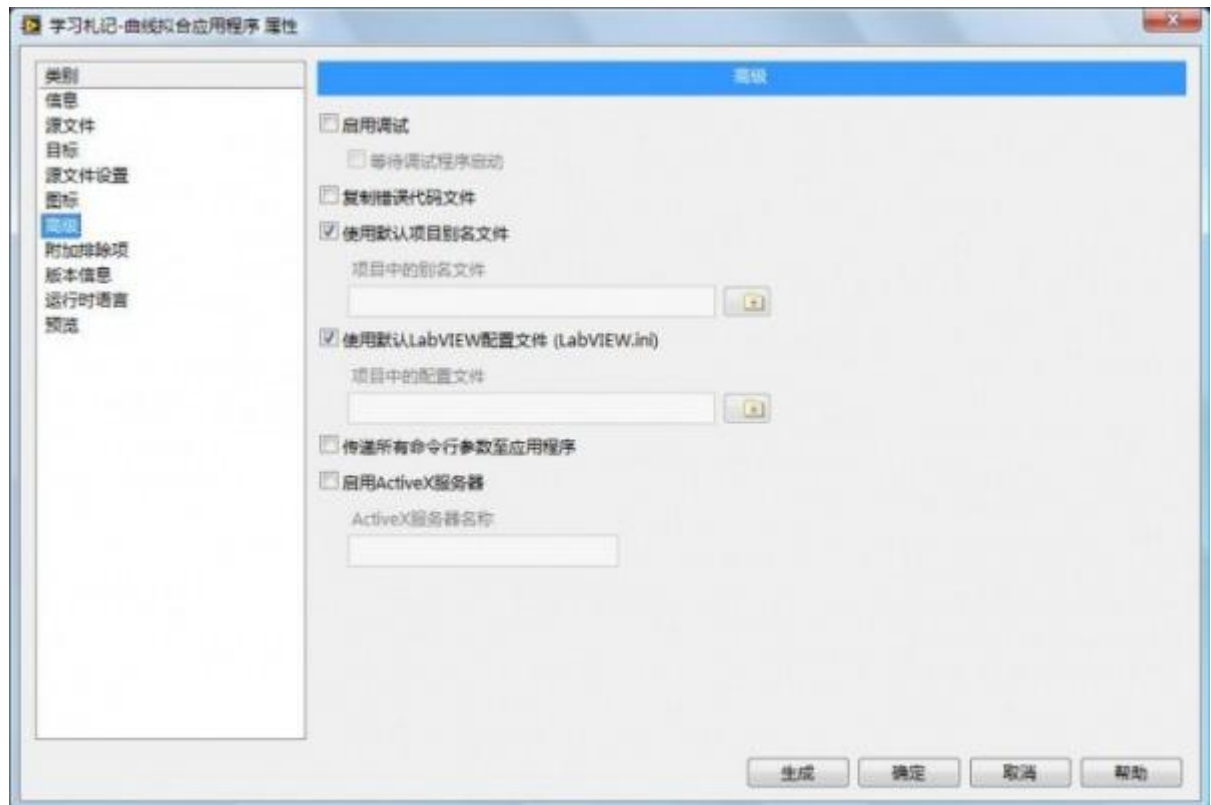 学习札记-曲线拟合应用程序 属性
类别
信息
源文件
目标
源文件设置
图标
高级
附加排除项
版本信息
运行时语言
预览
高级
启用调试
等待调试程序启动
复制错误代码文件
使用默认项目别名文件
项目中的别名文件
使用默认LabVIEW配置文件 (LabVIEW.ini)
项目中的配置文件
传递所有命令行参数至应用程序
启用ActiveX服务器
ActiveX服务器名称
生成
确定
取消
帮助